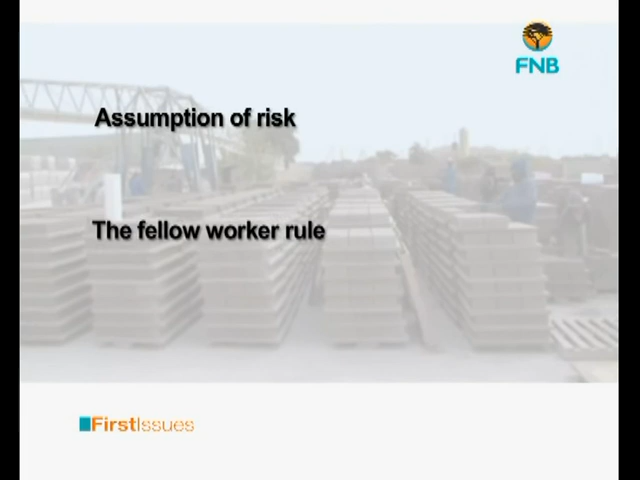 FNB
Assumption of risk
The fellow worker rule
FirstIssues